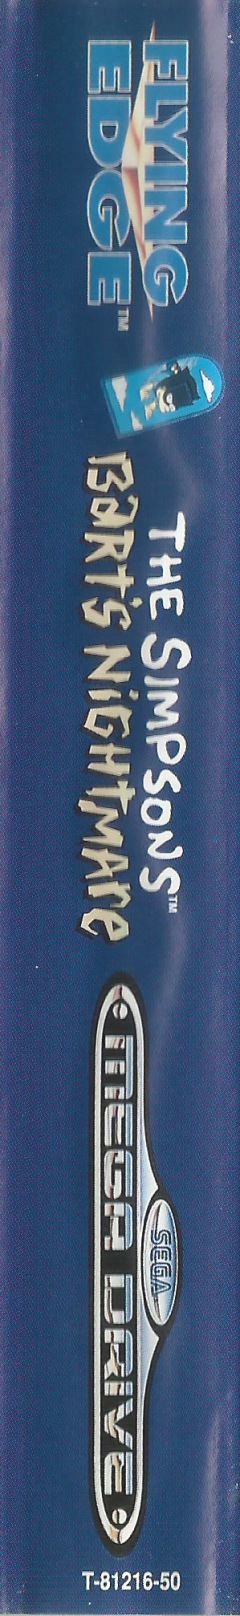 FLYING
EDGE™
THE SIMPSONS™
BART'S NIGHTMARE
SEGA
MEGA DRIVE
T-81216-50